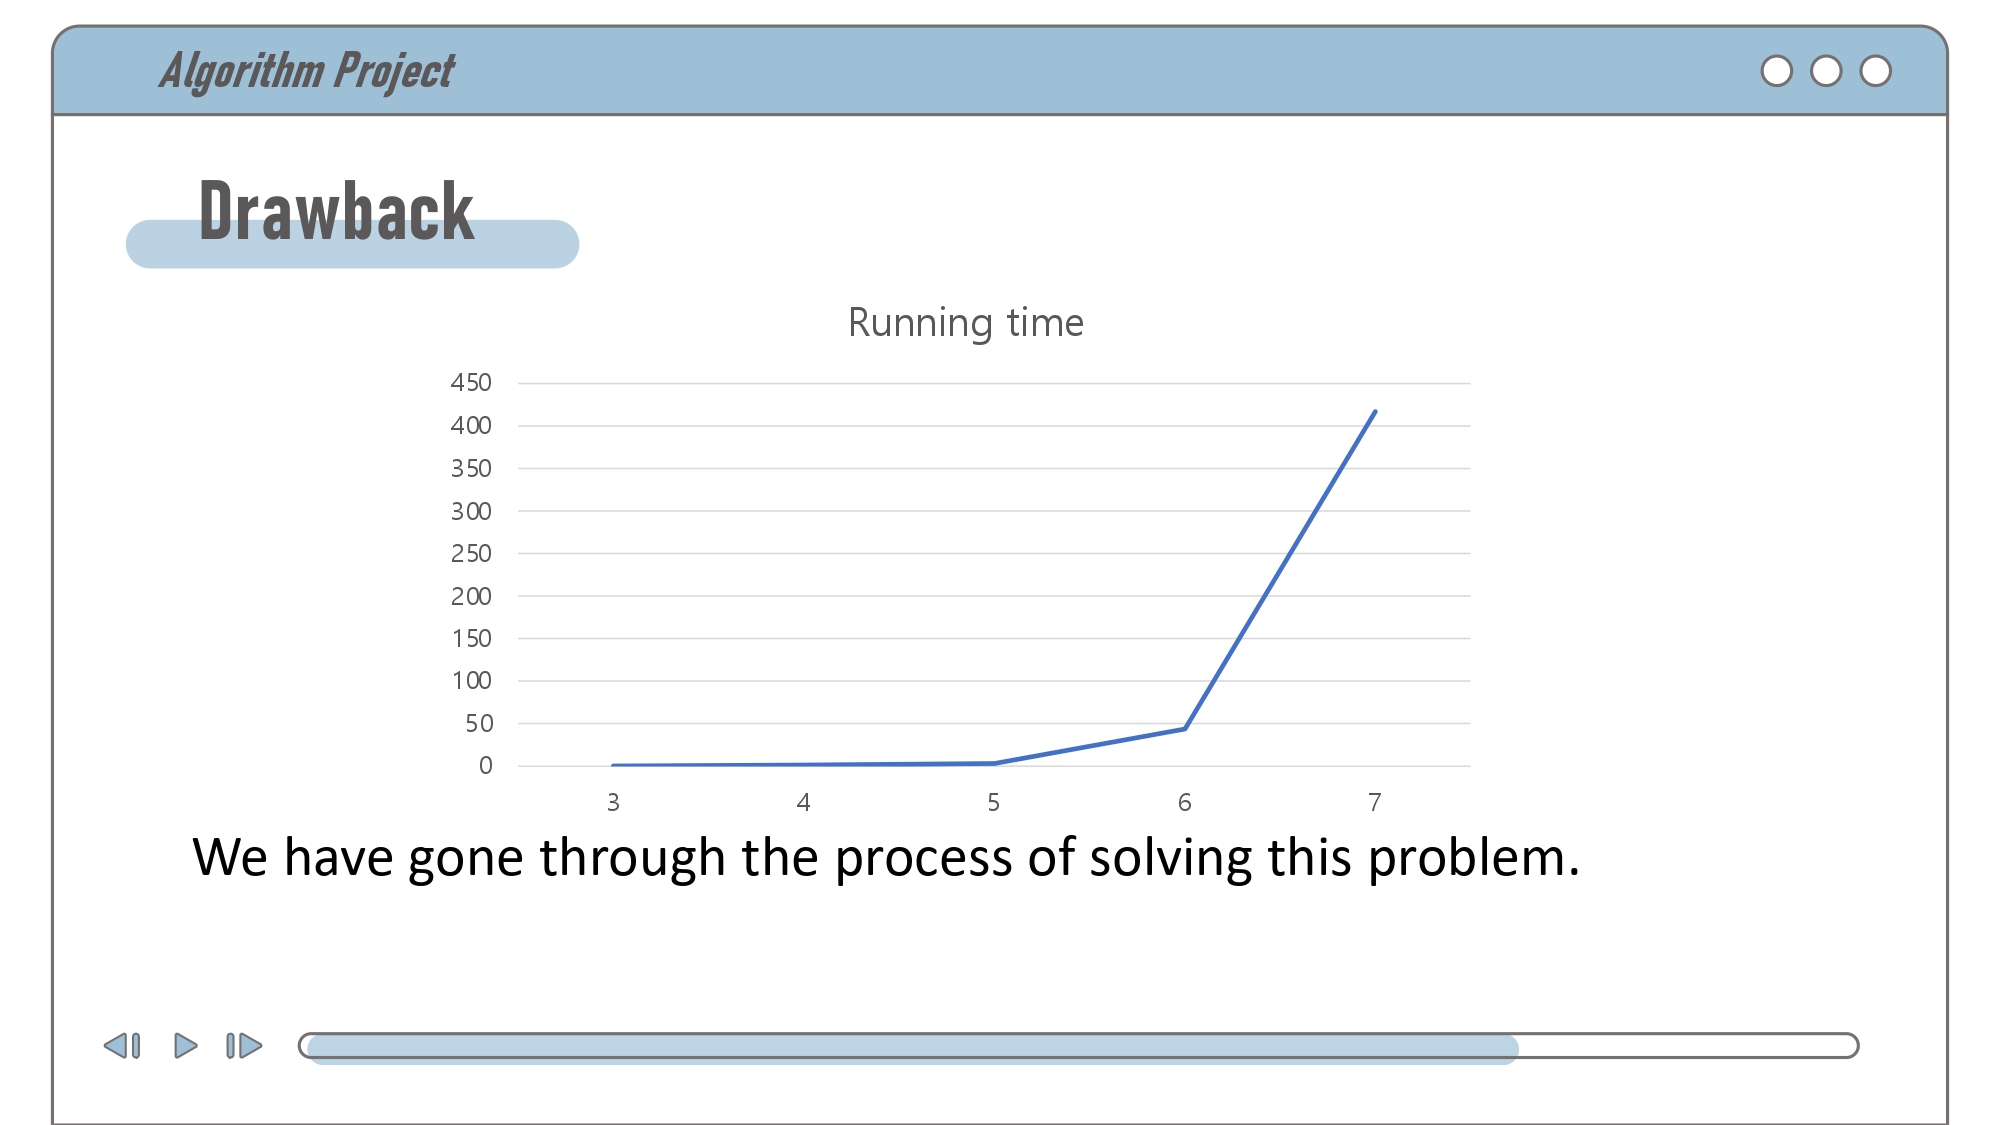 Algorithm Project
Drawback
Running time
450
400
350
300
250
200
150
100
50
0
3 4 5 6 7
We have gone through the process of solving this problem.